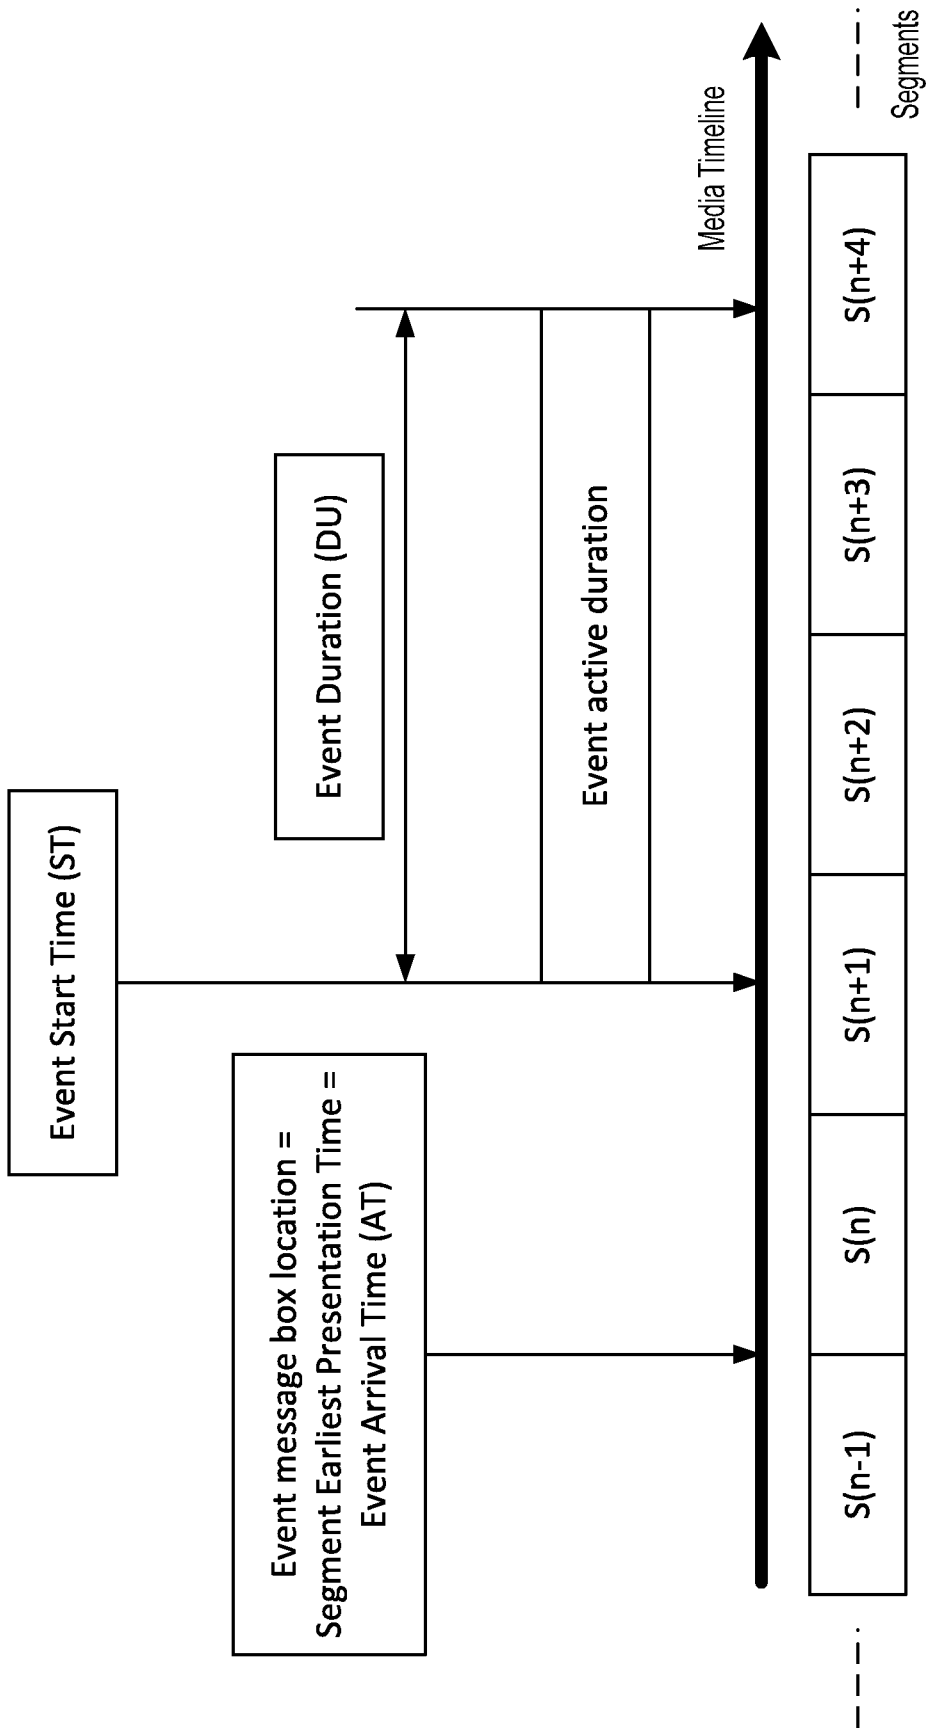 Event Start Time (ST)
Event message box location =
Segment Earliest Presentation Time =
Event Arrival Time (AT)
Event Duration (DU)
Event active duration
Media Timeline
S(n-1)
S(n)
S(n+1)
S(n+2)
S(n+3)
S(n+4)
Segments